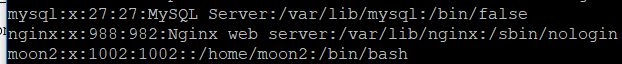 mysql:x:27:27:MySQL Server:/var/lib/mysql:/bin/false
nginx:x:988:982:Nginx web server:/var/lib/nginx:/sbin/nologin
moon2:x:1002:1002::/home/moon2:/bin/bash